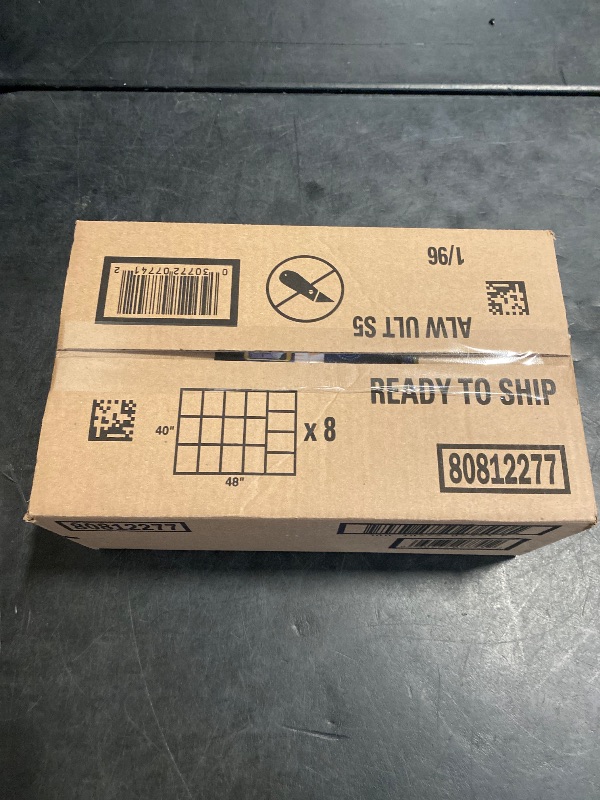 1/96
ALW ULT S5
0 30772 07741 2
READY TO SHIP
40"
x 8
48"
80812277
80812277